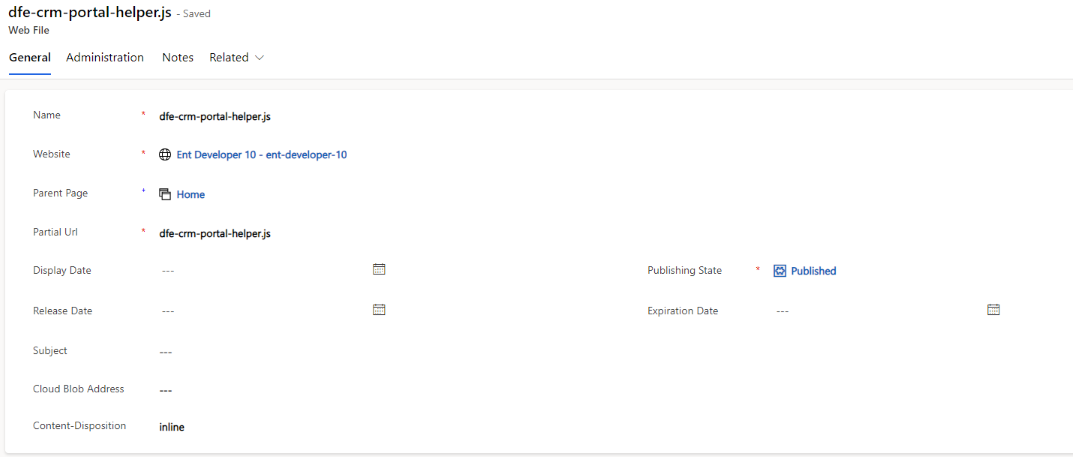 dfe-crm-portal-helper.js - Saved
Web File
General Administration Notes Related
Name * dfe-crm-portal-helper.js
Website * Ent Developer 10 - ent-developer-10
Parent Page + Home
Partial Url * dfe-crm-portal-helper.js
Display Date --- Publishing State * Published
Release Date --- Expiration Date ---
Subject ---
Cloud Blob Address ---
Content-Disposition inline